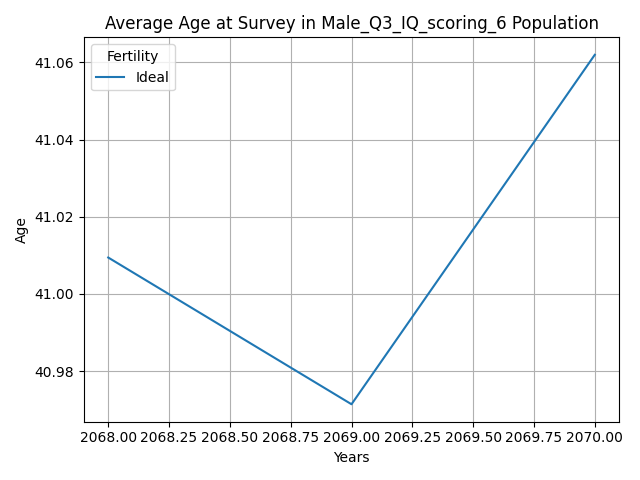 Average Age at Survey in Male_Q3_IQ_scoring_6 Population
Fertility
Ideal
41.06
41.04
41.02
41.00
40.98
Age
2068.00 2068.25 2068.50 2068.75 2069.00 2069.25 2069.50 2069.75 2070.00
Years